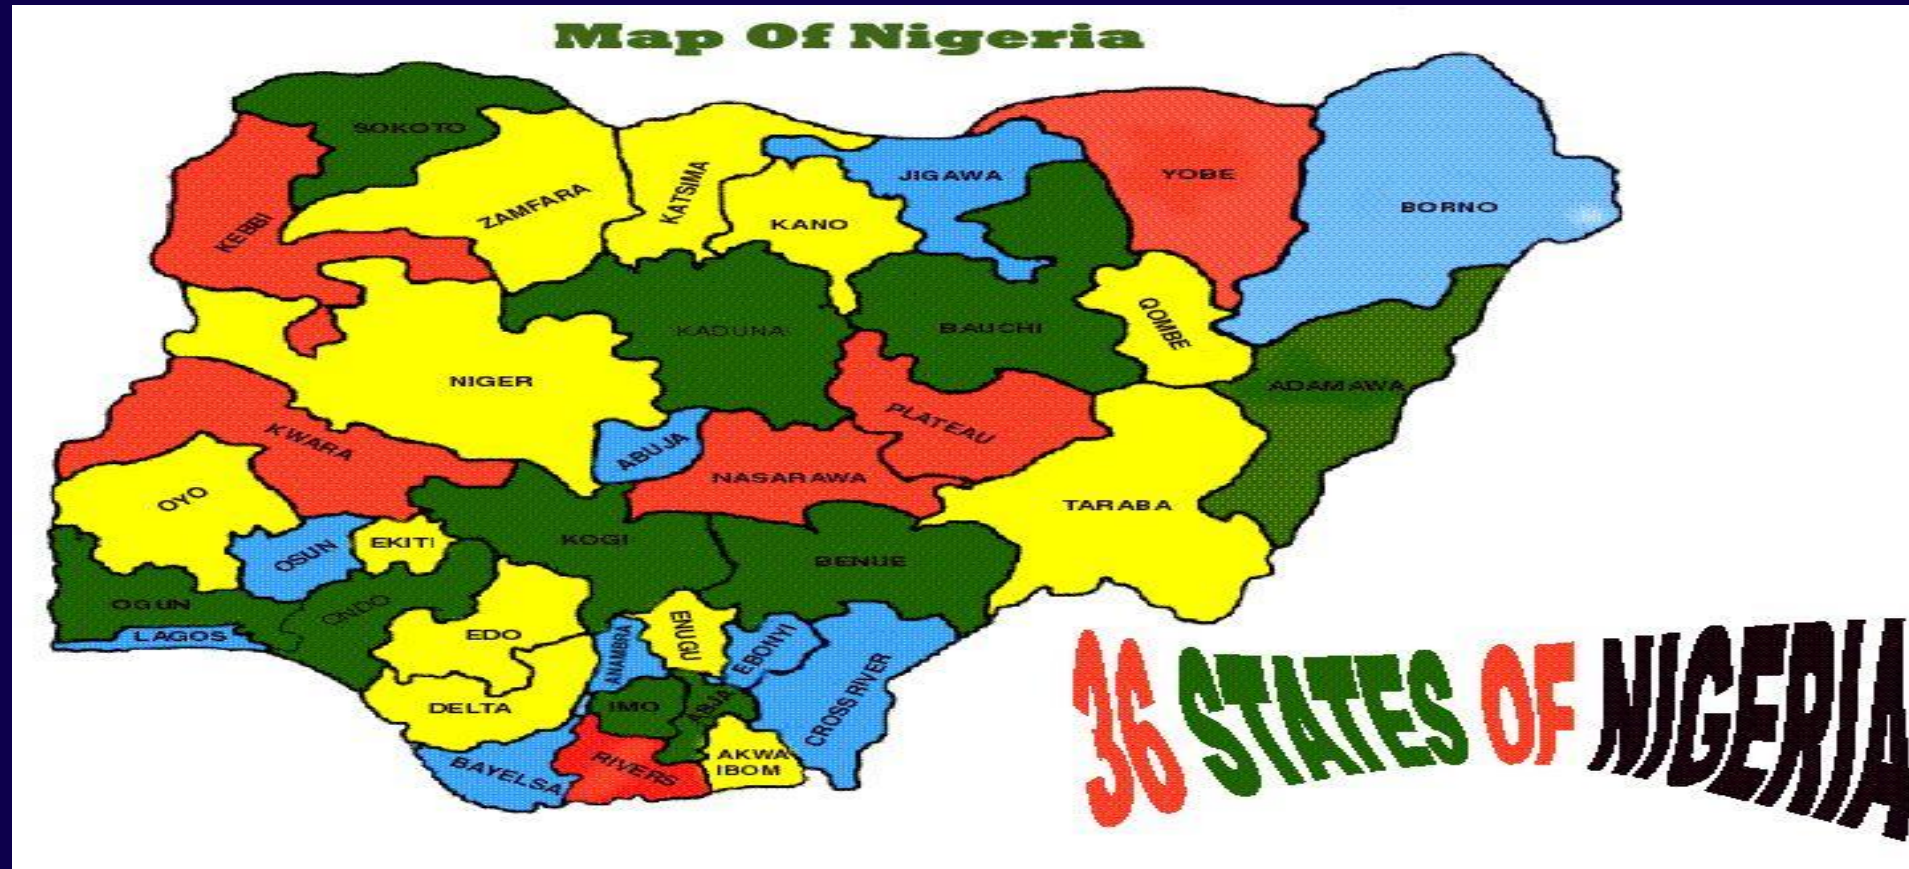 Map Of Nigeria
SOKOTO
KEBBI
ZAMFARA
KATSIMA
KANO
JIGAWA
YOBE
BORNO
KADUNA
BAUCHI
QOMBE
ADAMAWA
NIGER
PLATEAU
KWARA
ABUJA
NASARAWA
TARABA
OYO
OSUN
EKITI
KOGI
BENUE
OGUN
ONDO
LAGOS
EDO
ANAMBRA
ENUGU
EBONYI
CROSS RIVER
DELTA
IMO
ABJA
BAYELSA
RIVERS
AKWA
IBOM
36 STATES OF NIGERIA